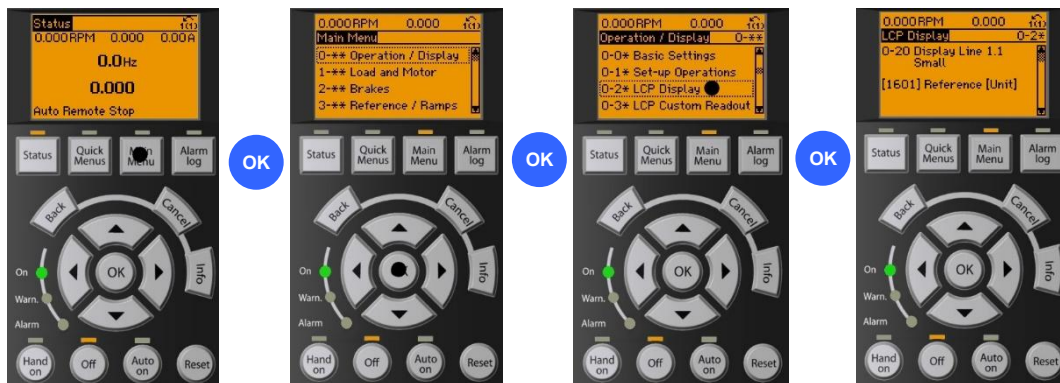 Status
1(1)
0.000RPM 0.000 0.00A
0.0Hz
0.000
Auto Remote Stop
Status Quick Menus Menu Alarm log
Back Cancel
Info
OK
On
Warn.
Alarm
Hand on Off Auto on Reset
OK
0.000RPM 0.000 1(1)
Main Menu
0-** Operation / Display
1-** Load and Motor
2-** Brakes
3-** Reference / Ramps
Status Quick Menus Main Menu Alarm log
Back Cancel
Info
On
Warn.
Alarm
Hand on Off Auto on Reset
OK
0.000RPM 0.000 1(1)
Operation / Display 0-**
0-0* Basic Settings
0-1* Set-up Operations
0-2* LCP Display
0-3* LCP Custom Readout
Status Quick Menus Main Menu Alarm log
Back Cancel
Info
OK
On
Warn.
Alarm
Hand on Off Auto on Reset
OK
0.000RPM 0.000 1(1)
LCP Display 0-2*
0-20 Display Line 1.1
Small
[1601] Reference [Unit]
Status Quick Menus Main Menu Alarm log
Back Cancel
Info
OK
On
Warn.
Alarm
Hand on Off Auto on Reset